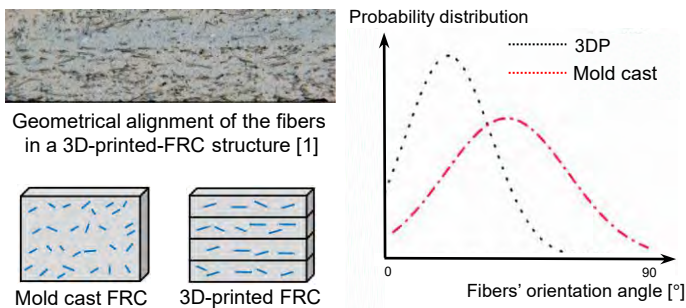 Geometrical alignment of the fibers
in a 3D-printed-FRC structure [1]
Mold cast FRC
3D-printed FRC
Probability distribution
3DP
Mold cast
0
90
Fibers' orientation angle [°]